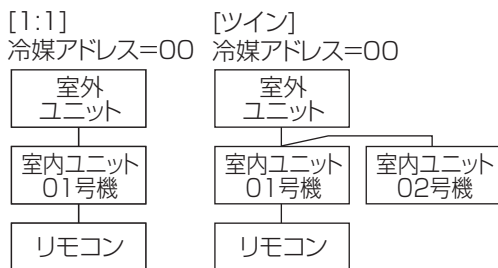 [1:1]
冷媒アドレス=00
室外
ユニット
室内ユニット
01号機
リモコン
[ツイン]
冷媒アドレス=00
室外
ユニット
室内ユニット
01号機
室内ユニット
02号機
リモコン